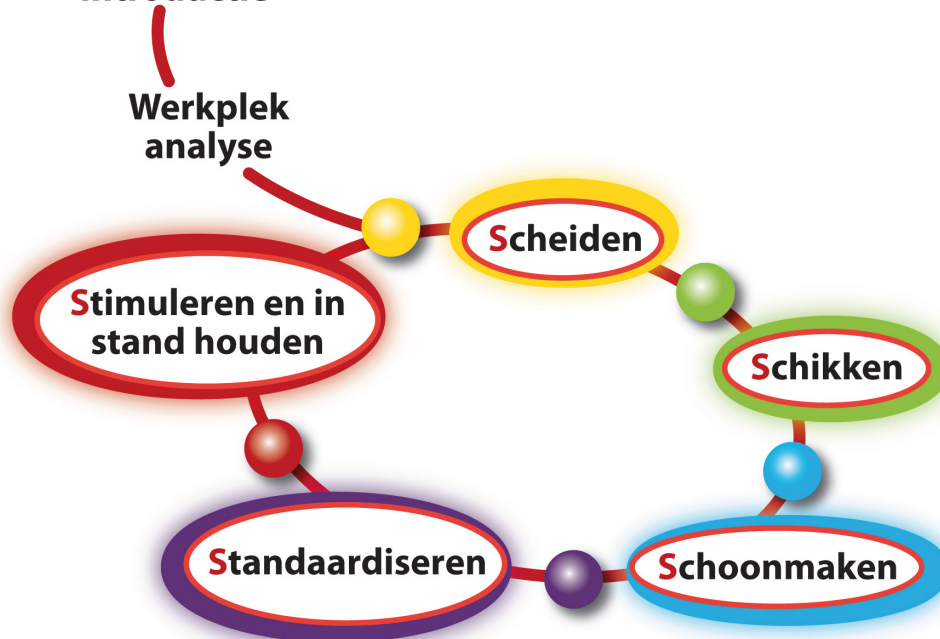 Werkplek
analyse
Scheiden
Stimuleren en in
stand houden
Schikken
Standaardiseren
Schoonmaken